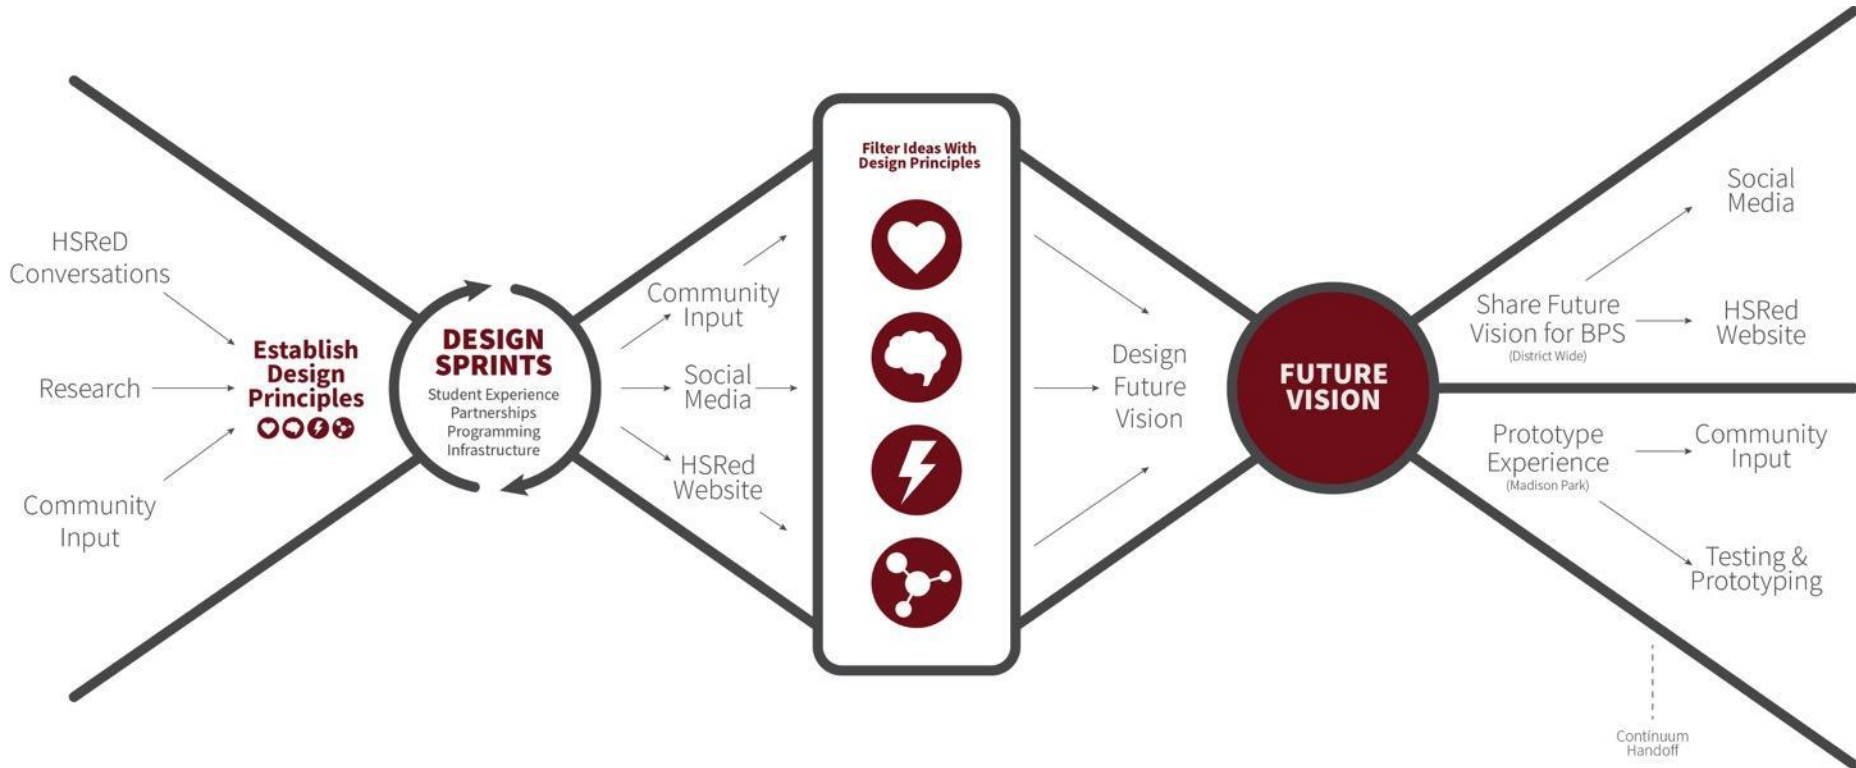 HSReD
Conversations
Research
Community
Input
Establish
Design
Principles
DESIGN
SPRINTS
Student Experience
Partnerships
Programming
Infrastructure
Community
Input
Social
Media
HSRed
Website
Filter Ideas With
Design Principles
Design
Future
Vision
FUTURE
VISION
Share Future
Vision for BPS
(District Wide)
Social
Media
HSRed
Website
Prototype
Experience
(Madison Park)
Community
Input
Testing &
Prototyping
Continuum
Handoff